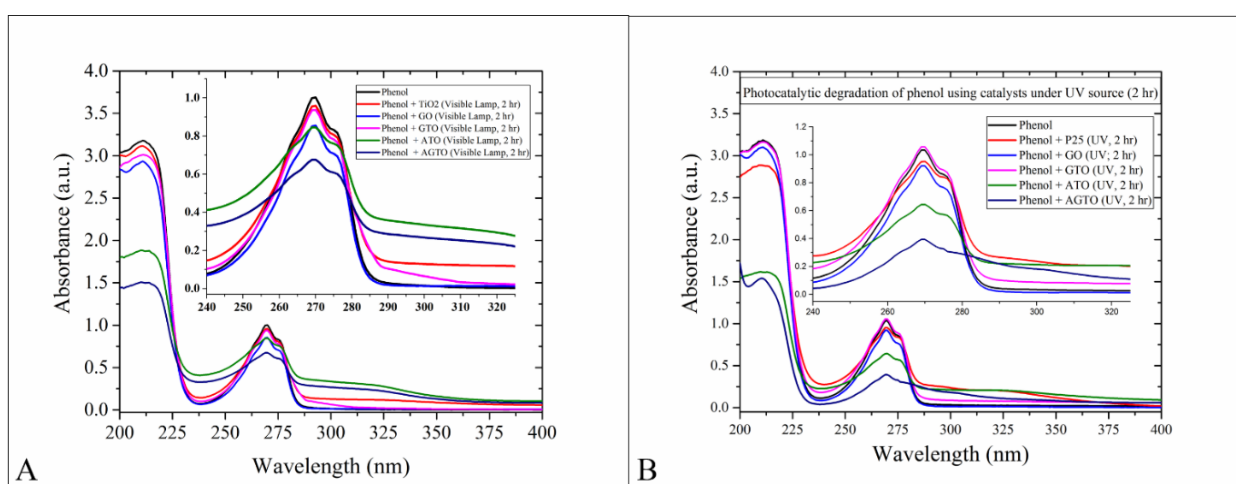 4.0
3.5
3.0
2.5
2.0
1.5
1.0
0.5
0.0
Absorbance (a.u.)
200 225 250 275 300 325 350 375 400
Wavelength (nm)
1.0
0.8
0.6
0.4
0.2
0.0
240 250 260 270 280 290 300 310 320
Phenol
Phenol + TiO2 (Visible Lamp, 2 hr)
Phenol + GO (Visible Lamp, 2 hr)
Phenol + GTO (Visible Lamp, 2 hr)
Phenol + ATO (Visible Lamp, 2 hr)
Phenol + AGTO (Visible Lamp, 2 hr)
A
4.0
3.5
3.0
2.5
2.0
1.5
1.0
0.5
0.0
Absorbance (a.u.)
200 225 250 275 300 325 350 375 400
Wavelength (nm)
Photocatalytic degradation of phenol using catalysts under UV source (2 hr)
1.2
1.0
0.8
0.6
0.4
0.2
0.0
240 260 280 300 320
Phenol
Phenol + P25 (UV, 2 hr)
Phenol + GO (UV; 2 hr)
Phenol + GTO (UV, 2 hr)
Phenol + ATO (UV, 2 hr)
Phenol + AGTO (UV, 2 hr)
B